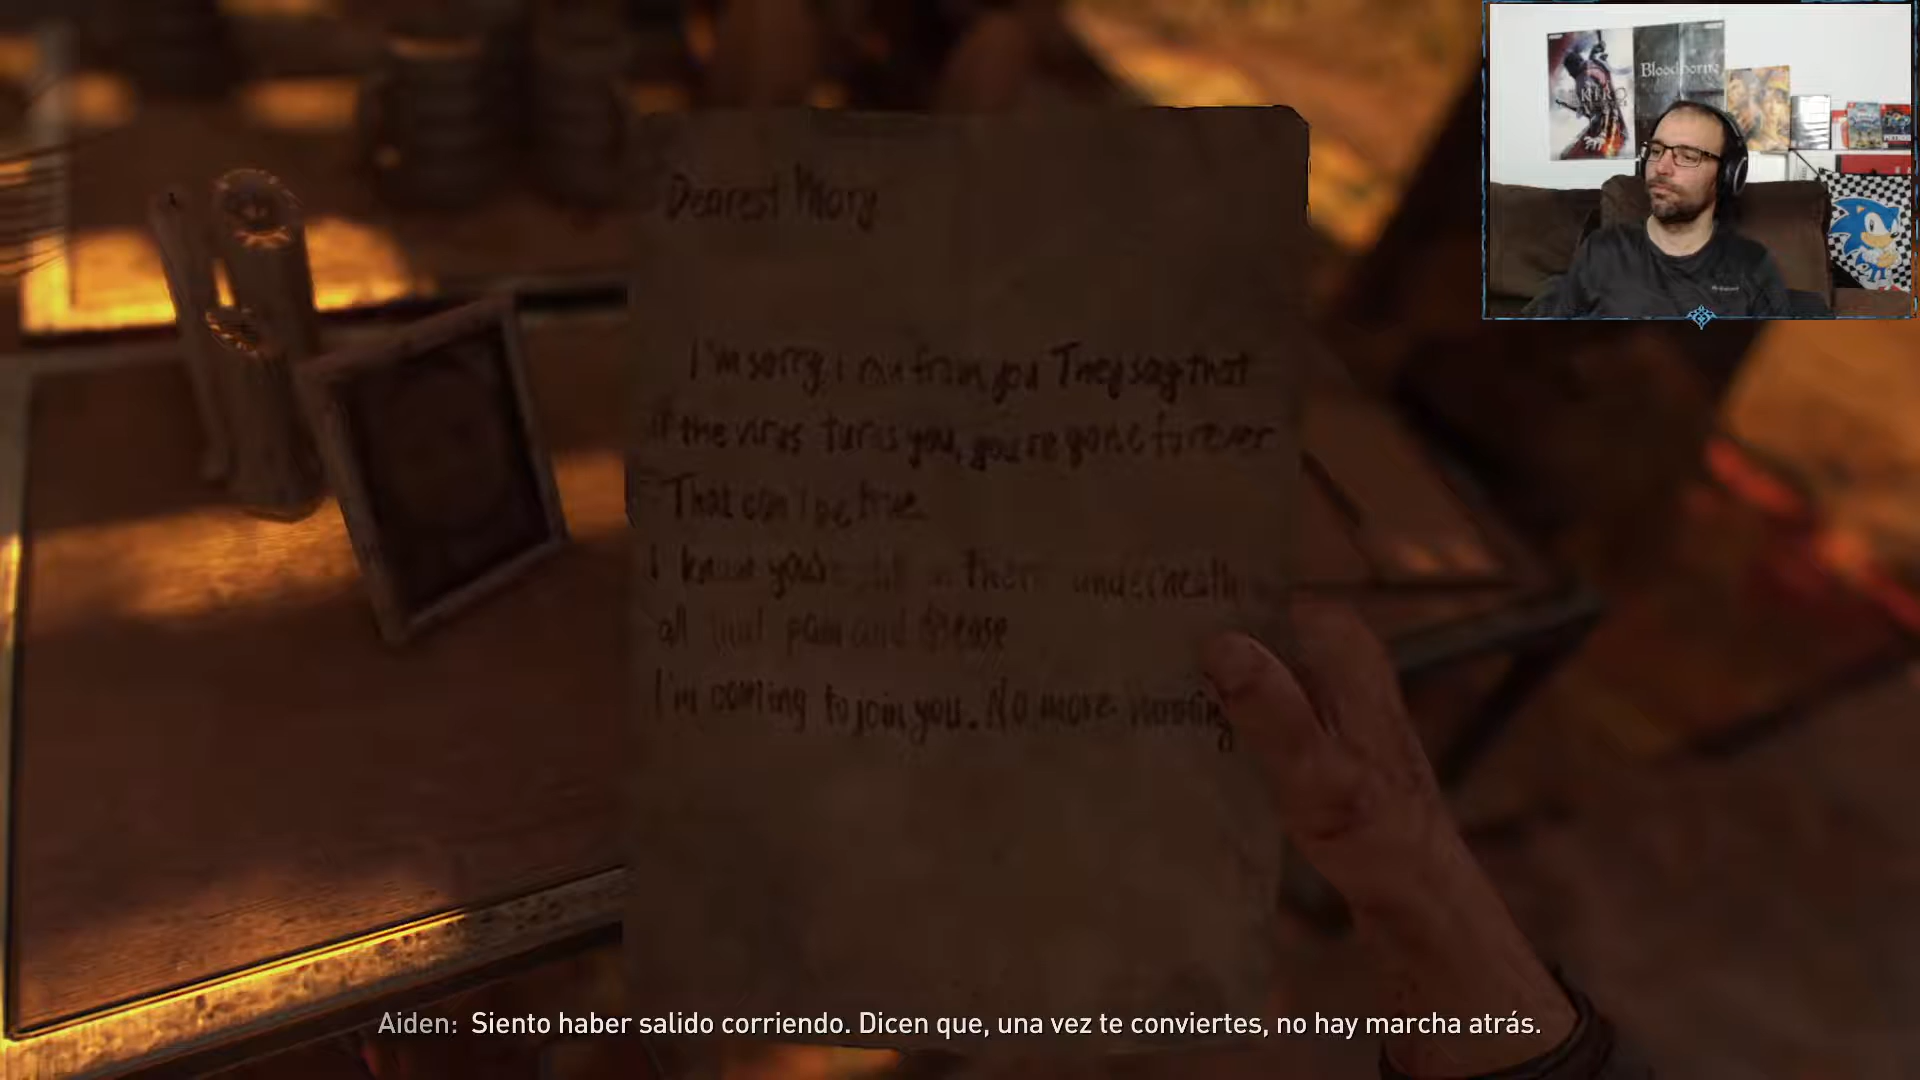 Bloodborne
Dearest Mary
I'm sorry, I ran from you They say that
if the virus turns you, you're gone forever
That can't be true.
I know you there underneath
all that pain and disease
I'm coming to join you. No more
Aiden: Siento haber salido corriendo. Dicen que, una vez te conviertes, no hay marcha atrás.